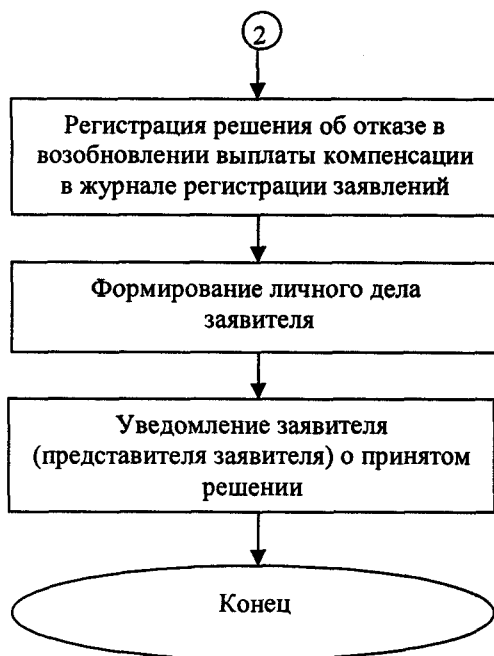 2
Регистрация решения об отказе в
возобновлении выплаты компенсации
в журнале регистрации заявлений
Формирование личного дела
заявителя
Уведомление заявителя
(представителя заявителя) о принятом
решении
Конец